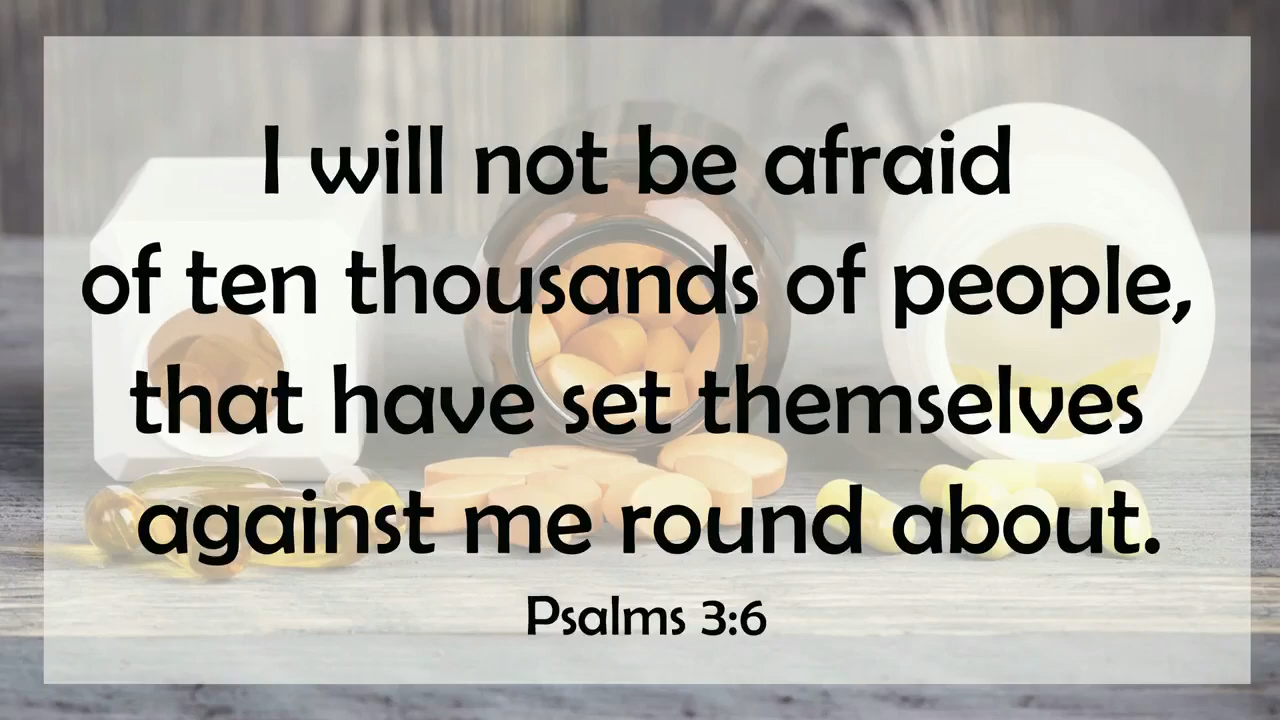 I will not be afraid
of ten thousands of people,
that have set themselves
against me round about.
Psalms 3:6